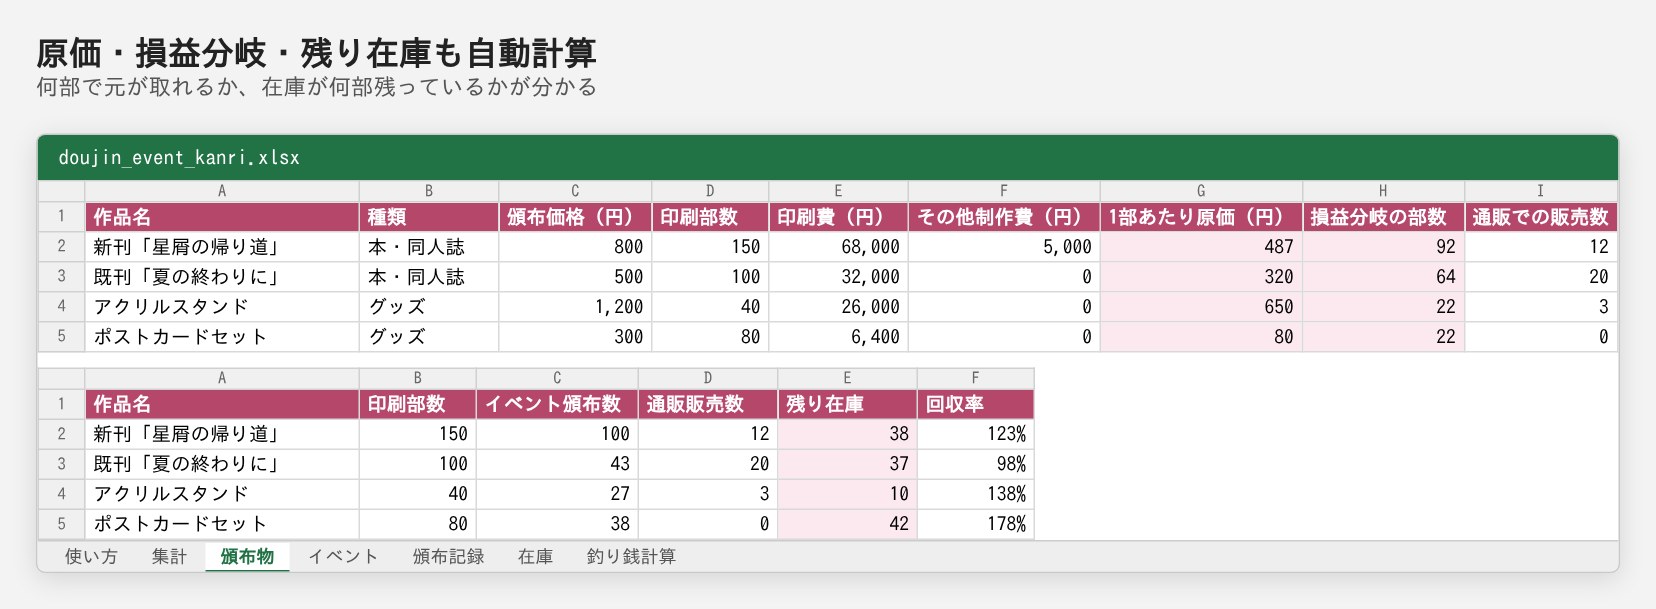 原価・損益分岐・残り在庫も自動計算
何部で元が取れるか、在庫が何部残っているかが分かる
doujin_event_kanri.xlsx
A B C D E F G H I
1 作品名 種類 頒布価格（円） 印刷部数 印刷費（円） その他制作費（円） 1部あたり原価（円） 損益分岐の部数 通販での販売数
2 新刊「星屑の帰り道」 本・同人誌 800 150 68,000 5,000 487 92 12
3 既刊「夏の終わりに」 本・同人誌 500 100 32,000 0 320 64 20
4 アクリルスタンド グッズ 1,200 40 26,000 0 650 22 3
5 ポストカードセット グッズ 300 80 6,400 0 80 22 0
A B C D E F
1 作品名 印刷部数 イベント頒布数 通販販売数 残り在庫 回収率
2 新刊「星屑の帰り道」 150 100 12 38 123%
3 既刊「夏の終わりに」 100 43 20 37 98%
4 アクリルスタンド 40 27 3 10 138%
5 ポストカードセット 80 38 0 42 178%
使い方 集計 頒布物 イベント 頒布記録 在庫 釣り銭計算